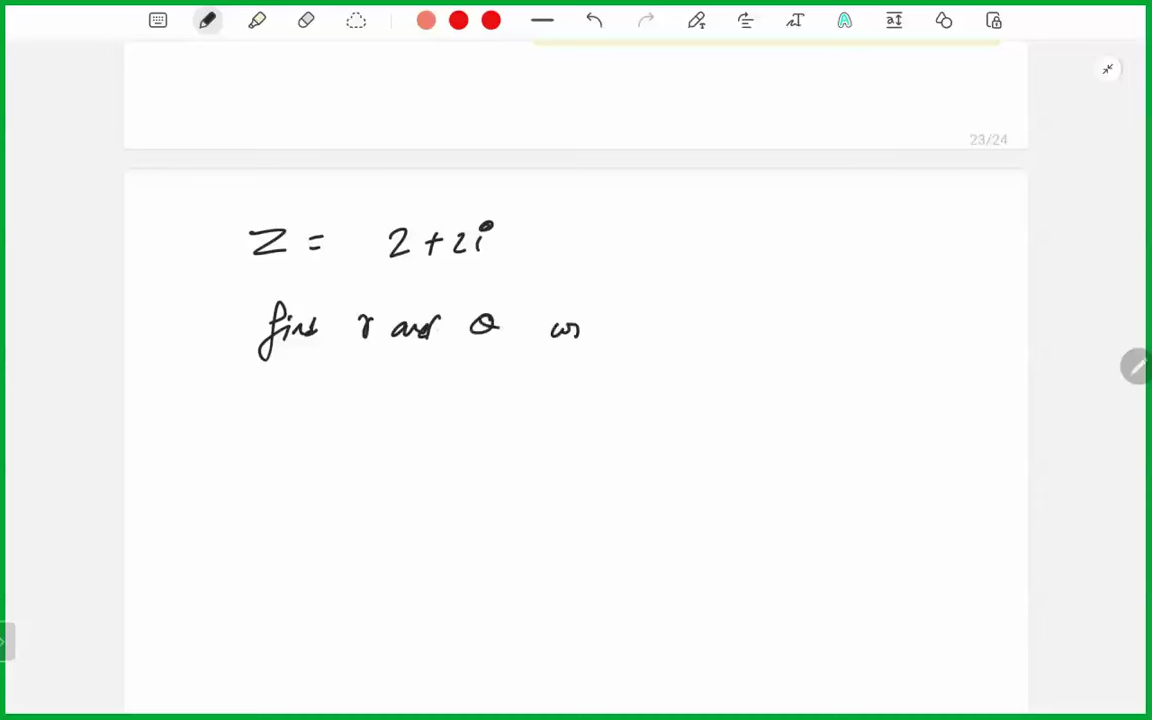 23/24
Z = 2 + 2i
find r and θ